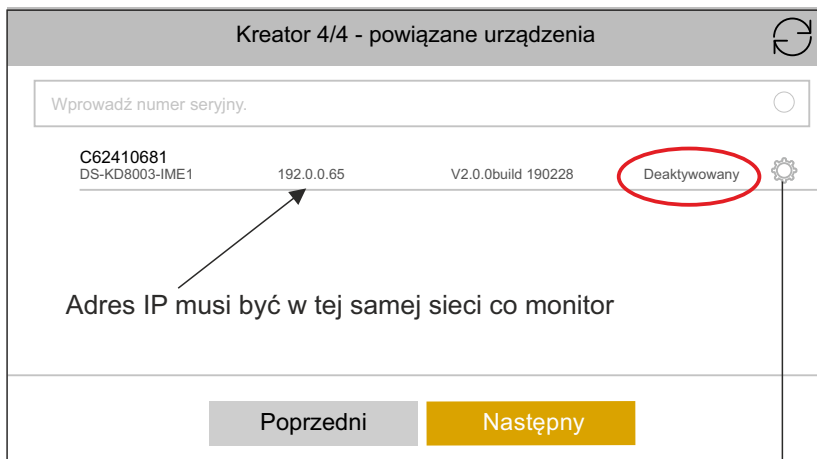 Kreator 4/4 - powiązane urządzenia
Wprowadź numer seryjny.
C62410681
DS-KD8003-IME1 192.0.0.65 V2.0.0build 190228 Deaktywowany
Adres IP musi być w tej samej sieci co monitor
Poprzedni Następny